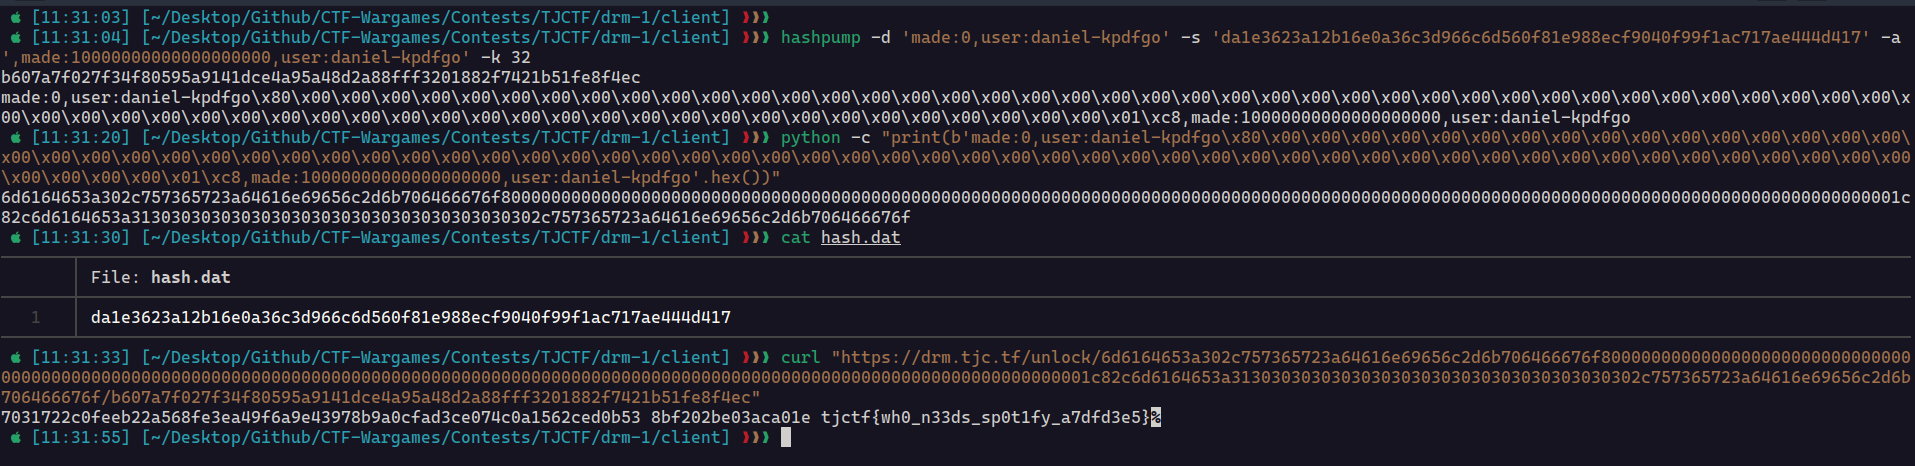 [11:31:03] [~/Desktop/Github/CTF-Wargames/Contests/TJCTF/drm-1/client] ❱❱❱
[11:31:04] [~/Desktop/Github/CTF-Wargames/Contests/TJCTF/drm-1/client] ❱❱❱ hashpump -d 'made:0,user:daniel-kpdfgo' -s 'da1e3623a12b16e0a36c3d966c6d560f81e988ecf9040f99f1ac717ae444d417' -a
',made:10000000000000000000,user:daniel-kpdfgo' -k 32
b607a7f027f34f80595a9141dce4a95a48d2a88fff3201882f7421b51fe8f4ec
made:0,user:daniel-kpdfgo\x80\x00\x00\x00\x00\x00\x00\x00\x00\x00\x00\x00\x00\x00\x00\x00\x00\x00\x00\x00\x00\x00\x00\x00\x00\x00\x00\x00\x00\x00\x00\x00\x00\x00\x00\x00\x00\x00\x00\x00\x00\x
00\x00\x00\x00\x00\x00\x00\x00\x00\x00\x00\x00\x00\x00\x00\x00\x00\x00\x00\x00\x00\x00\x00\x00\x00\x00\x00\x00\x01\xc8,made:10000000000000000000,user:daniel-kpdfgo
[11:31:20] [~/Desktop/Github/CTF-Wargames/Contests/TJCTF/drm-1/client] ❱❱❱ python -c "print(b'made:0,user:daniel-kpdfgo\x80\x00\x00\x00\x00\x00\x00\x00\x00\x00\x00\x00\x00\x00\x00\x00\x00\
x00\x00\x00\x00\x00\x00\x00\x00\x00\x00\x00\x00\x00\x00\x00\x00\x00\x00\x00\x00\x00\x00\x00\x00\x00\x00\x00\x00\x00\x00\x00\x00\x00\x00\x00\x00\x00\x00\x00\x00\x00\x00\x00\x00\x00\x00\x00
\x00\x00\x00\x00\x01\xc8,made:10000000000000000000,user:daniel-kpdfgo'.hex())"
6d6164653a302c757365723a64616e69656c2d6b706466676f800000000000000000000000000000000000000000000000000000000000000000000000000000000000000000000000000000000000000000000000000000000000000000000001c
82c6d6164653a31303030303030303030303030303030303030302c757365723a64616e69656c2d6b706466676f
[11:31:30] [~/Desktop/Github/CTF-Wargames/Contests/TJCTF/drm-1/client] ❱❱❱ cat hash.dat
File: hash.dat
1 da1e3623a12b16e0a36c3d966c6d560f81e988ecf9040f99f1ac717ae444d417
[11:31:33] [~/Desktop/Github/CTF-Wargames/Contests/TJCTF/drm-1/client] ❱❱❱ curl "https://drm.tjc.tf/unlock/6d6164653a302c757365723a64616e69656c2d6b706466676f8000000000000000000000000000000
0000000000000000000000000000000000000000000000000000000000000000000000000000000000000000000000000000000000001c82c6d6164653a31303030303030303030303030303030303030302c757365723a64616e69656c2d6b
706466676f/b607a7f027f34f80595a9141dce4a95a48d2a88fff3201882f7421b51fe8f4ec"
7031722c0feeb22a568fe3ea49f6a9e43978b9a0cfad3ce074c0a1562ced0b53 8bf202be03aca01e tjctf{wh0_n33ds_sp0t1fy_a7dfd3e5}%
[11:31:55] [~/Desktop/Github/CTF-Wargames/Contests/TJCTF/drm-1/client] ❱❱❱